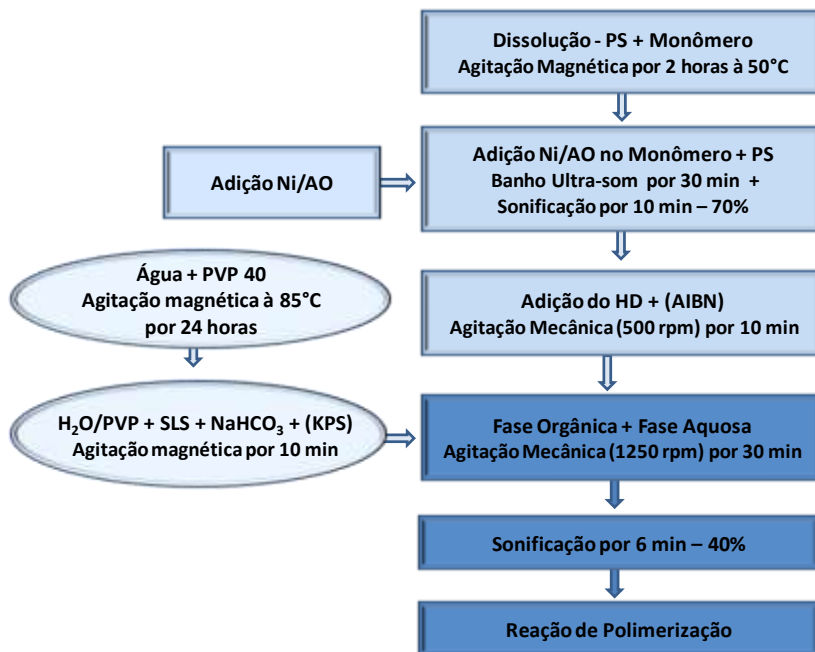 Dissolução - PS + Monômero
Agitação Magnética por 2 horas à 50°C
Adição Ni/AO
Adição Ni/AO no Monômero + PS
Banho Ultra-som por 30 min +
Sonificação por 10 min – 70%
Água + PVP 40
Agitação magnética à 85°C
por 24 horas
Adição do HD + (AIBN)
Agitação Mecânica (500 rpm) por 10 min
H₂O/PVP + SLS + NaHCO₃ + (KPS)
Agitação magnética por 10 min
Fase Orgânica + Fase Aquosa
Agitação Mecânica (1250 rpm) por 30 min
Sonificação por 6 min – 40%
Reação de Polimerização